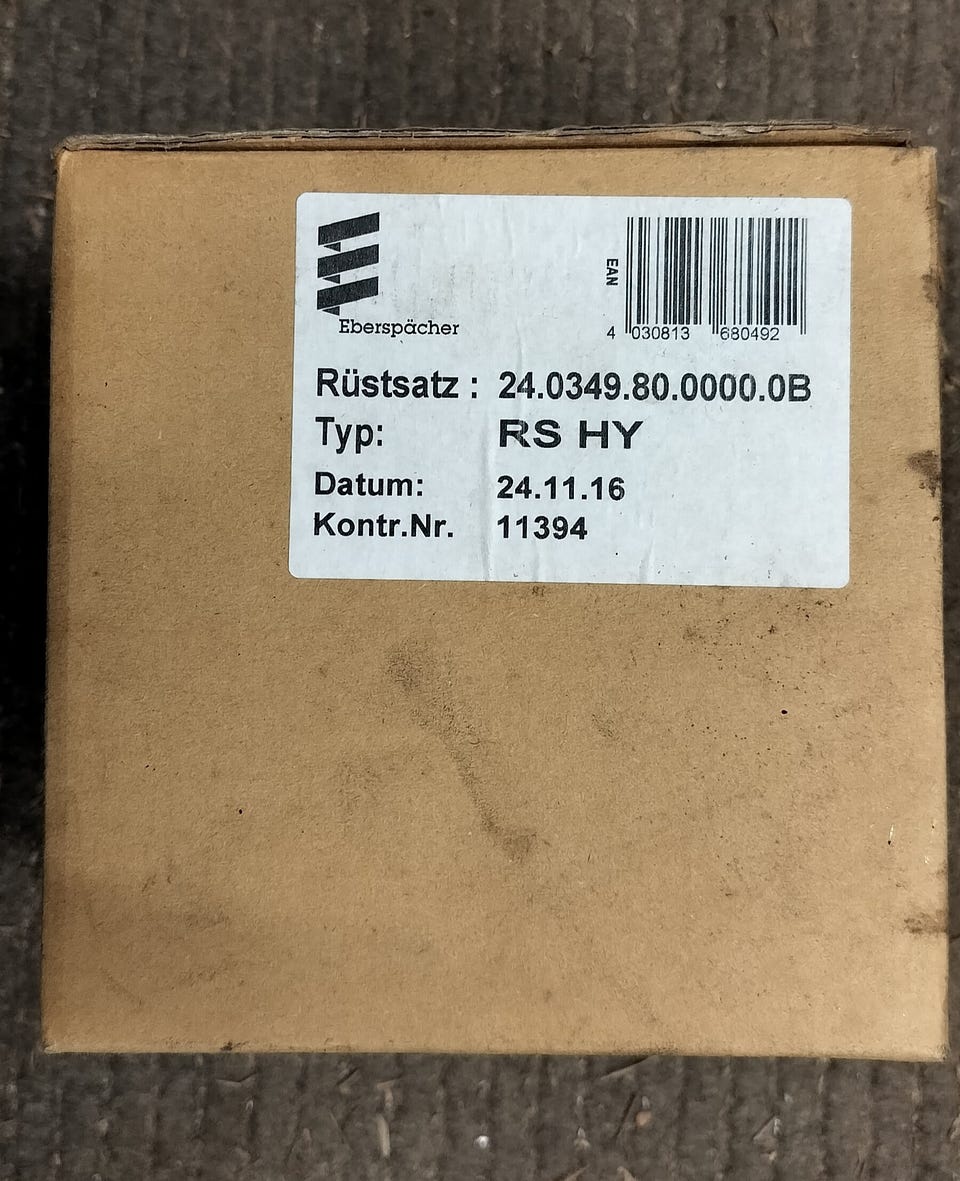 Eberspächer
EAN
4 030813 680492
Rüstsatz : 24.0349.80.0000.0B
Typ: RS HY
Datum: 24.11.16
Kontr.Nr. 11394